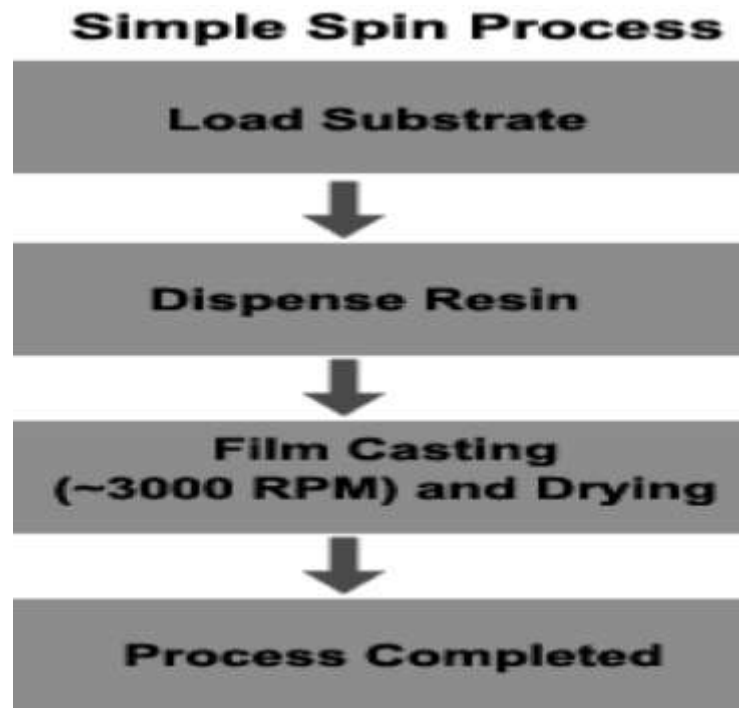 Simple Spin Process
Load Substrate
Dispense Resin
Film Casting
(~3000 RPM) and Drying
Process Completed